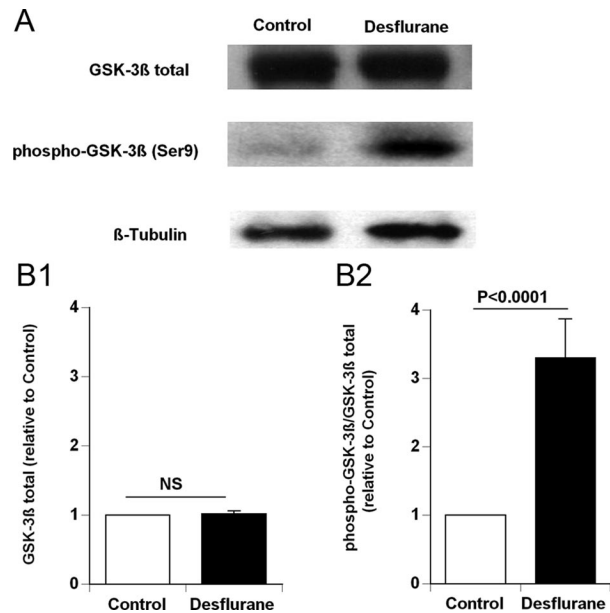 A
Control
Desflurane
GSK-3ß total
phospho-GSK-3ß (Ser9)
ß-Tubulin
B1
GSK-3ß total (relative to Control)
4
3
2
1
0
NS
Control
Desflurane
B2
phospho-GSK-3ß/GSK-3ß total
(relative to Control)
P<0.0001
4
3
2
1
0
Control
Desflurane